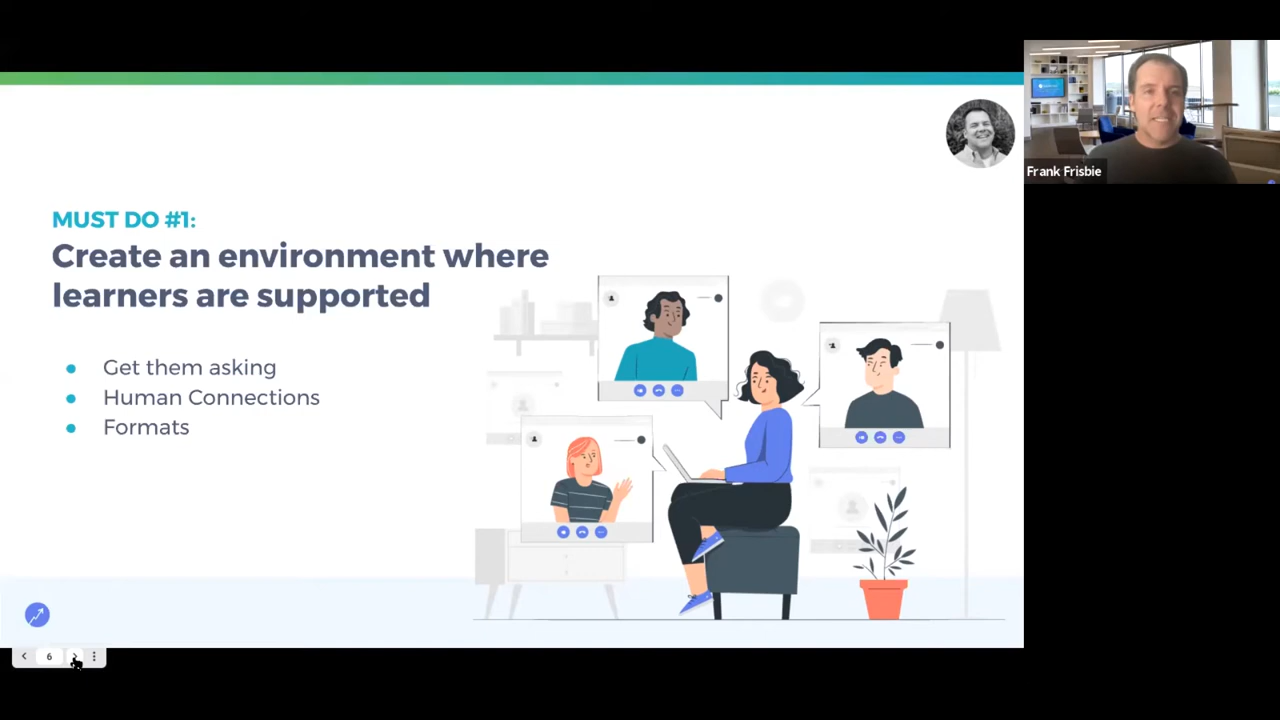 MUST DO #1:
Create an environment where
learners are supported
Get them asking
Human Connections
Formats
Frank Frisbie
6